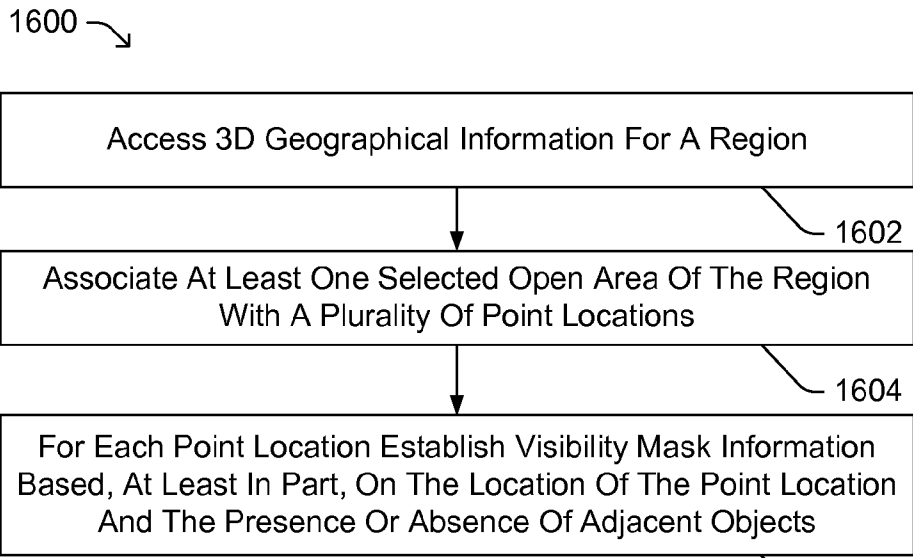 1600
Access 3D Geographical Information For A Region
1602
Associate At Least One Selected Open Area Of The Region
With A Plurality Of Point Locations
1604
For Each Point Location Establish Visibility Mask Information
Based, At Least In Part, On The Location Of The Point Location
And The Presence Or Absence Of Adjacent Objects